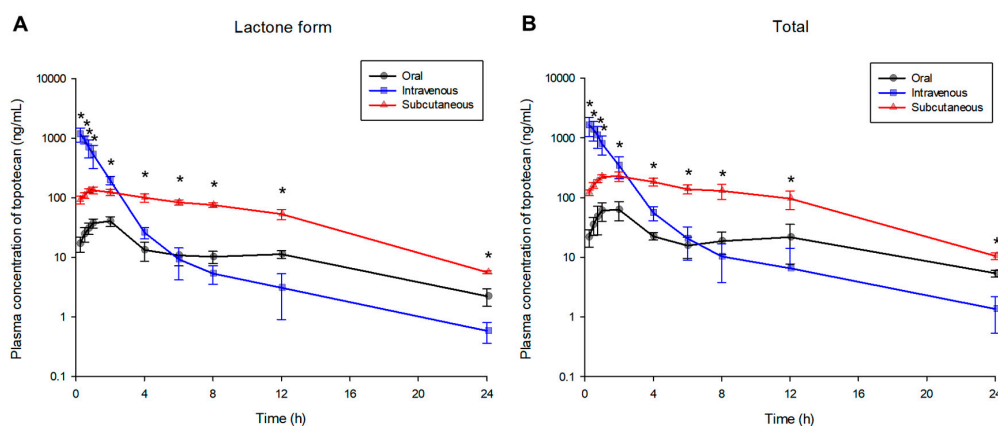 A
Lactone form
Plasma concentration of topotecan (ng/mL)
10000
1000
100
10
1
0.1
Oral
Intravenous
Subcutaneous
* * * * * * * * * *
0 4 8 12 16 20 24
Time (h)
B
Total
Plasma concentration of topotecan (ng/mL)
10000
1000
100
10
1
0.1
Oral
Intravenous
Subcutaneous
* * * * * * * * * *
0 4 8 12 16 20 24
Time (h)